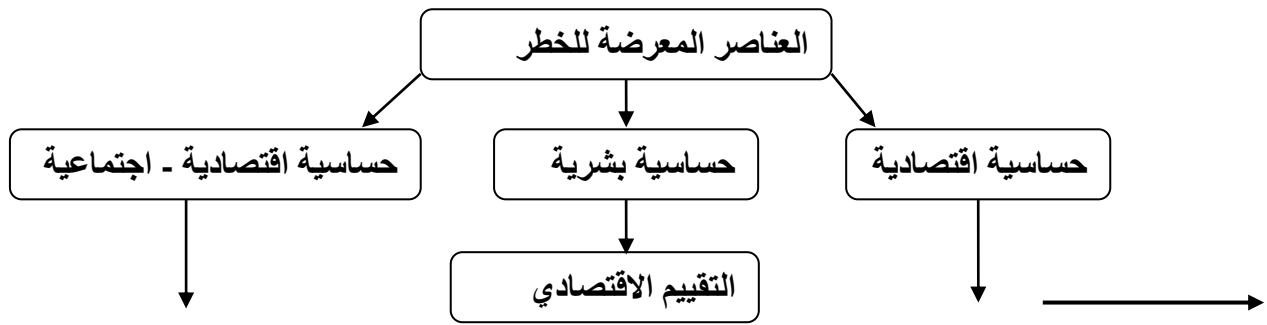 العناصر المعرضة للخطر
حساسية اقتصادية
حساسية بشرية
حساسية اقتصادية - اجتماعية
التقييم الاقتصادي